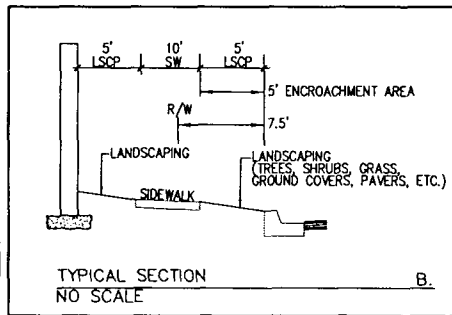 5' 10' 5'
LSCP SW LSCP
5' ENCROACHMENT AREA
R/W
7.5'
LANDSCAPING
LANDSCAPING
(TREES, SHRUBS, GRASS,
GROUND COVERS, PAVERS, ETC.)
SIDEWALK
TYPICAL SECTION B.
NO SCALE